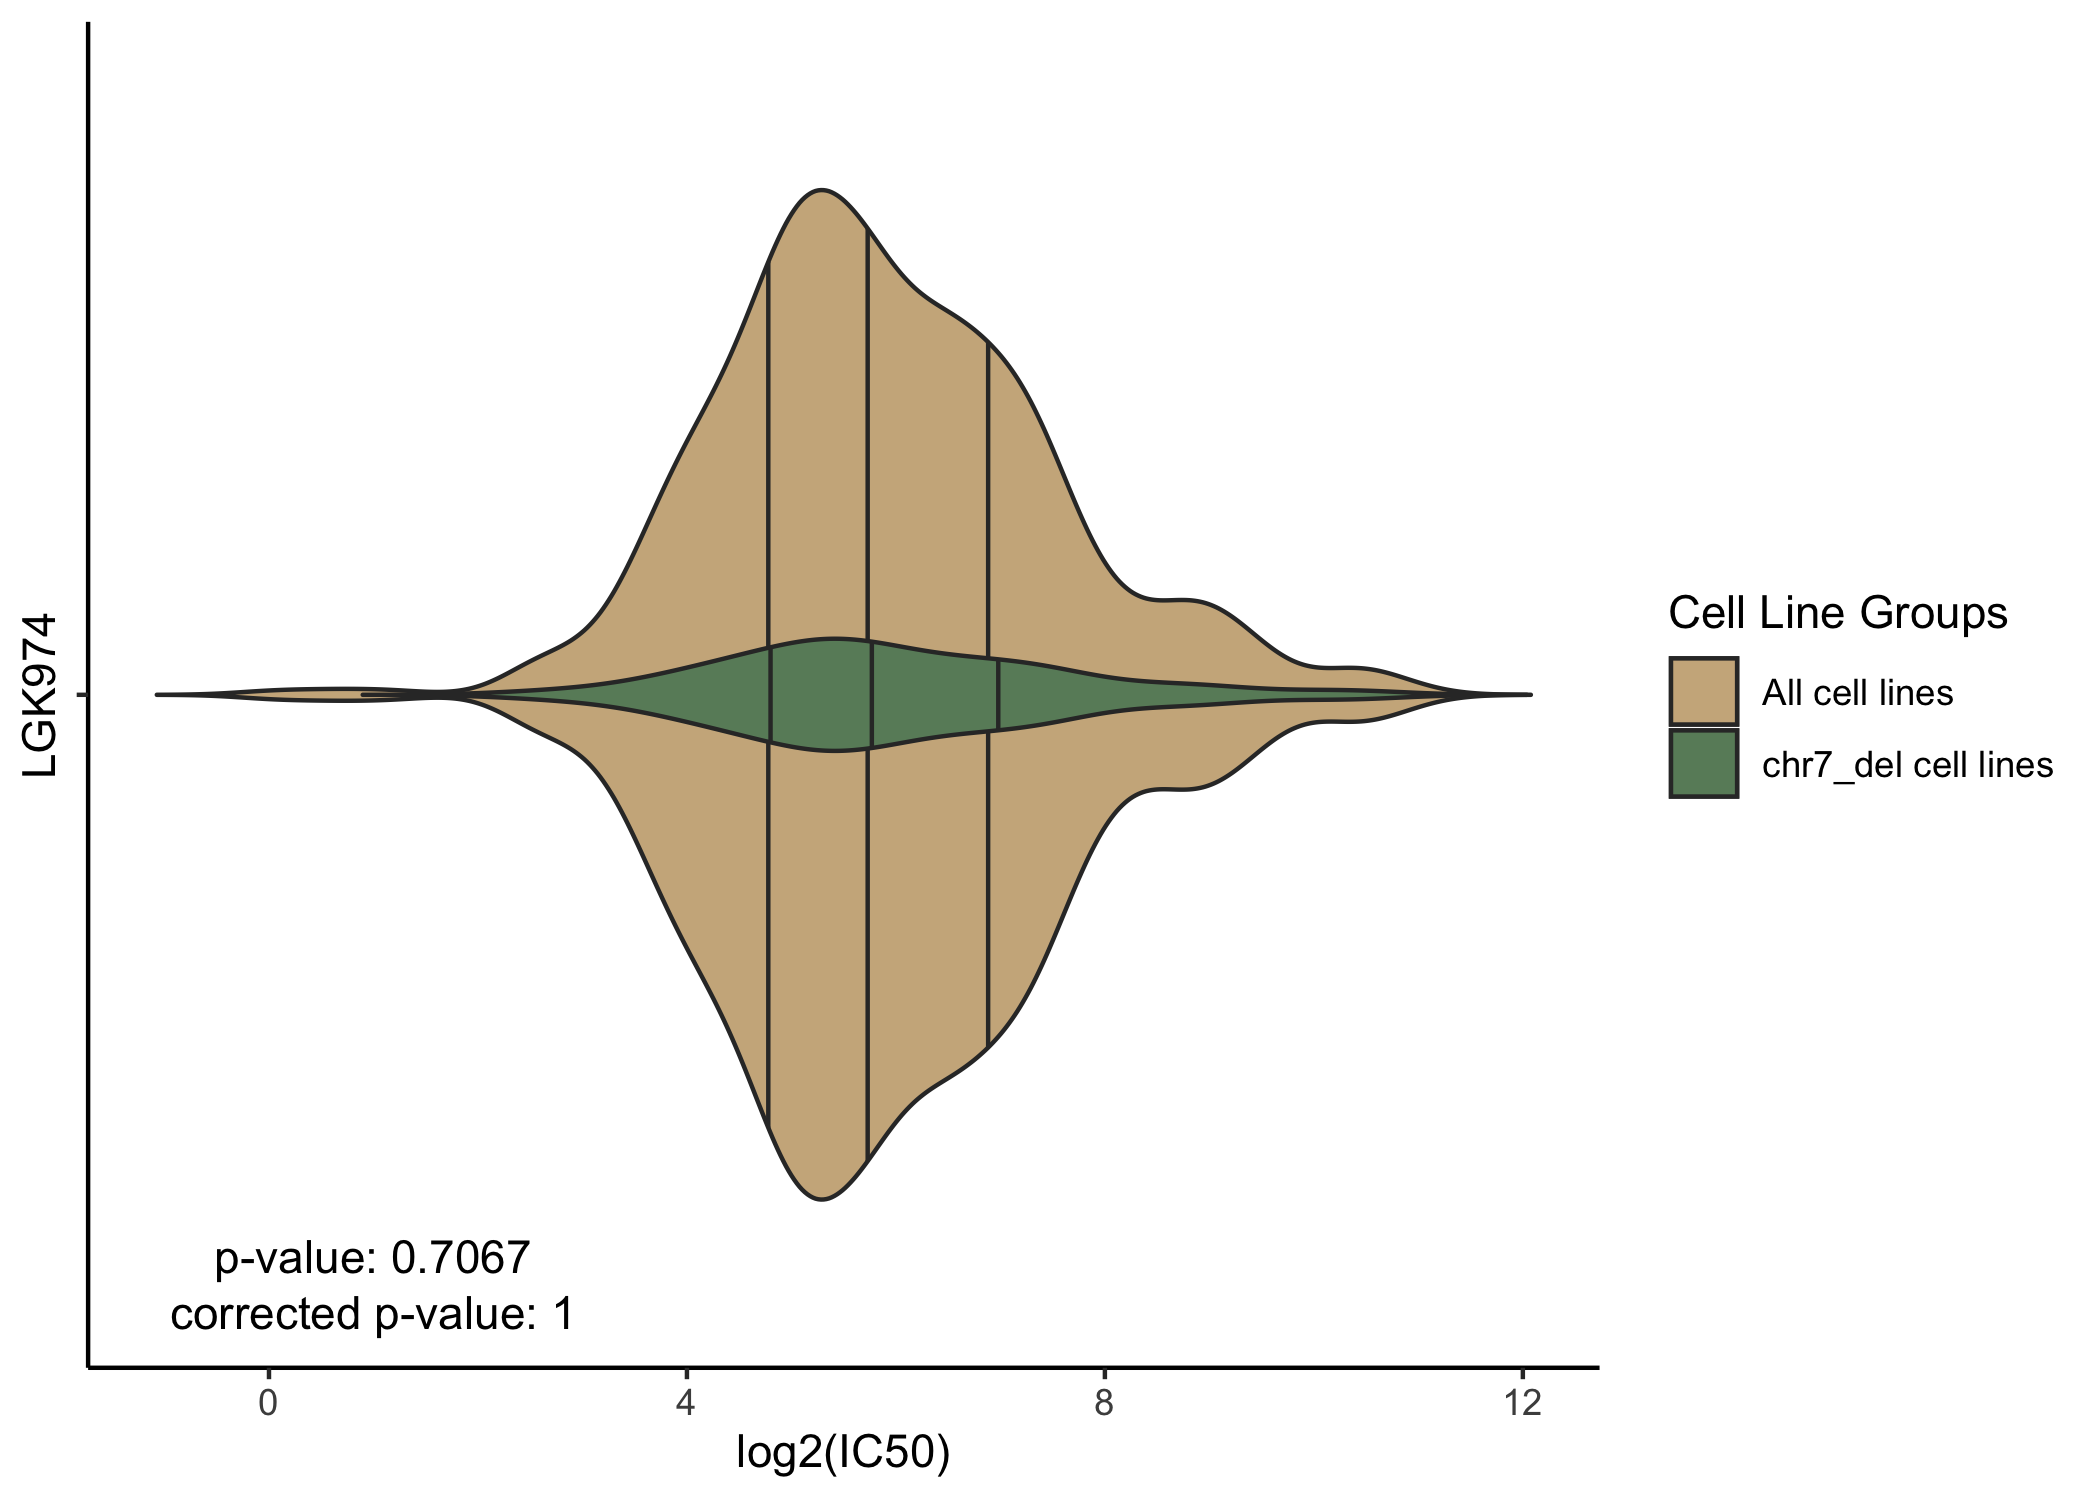 LGK974
p-value: 0.7067
corrected p-value: 1
0 4 8 12
log2(IC50)
Cell Line Groups
All cell lines
chr7_del cell lines